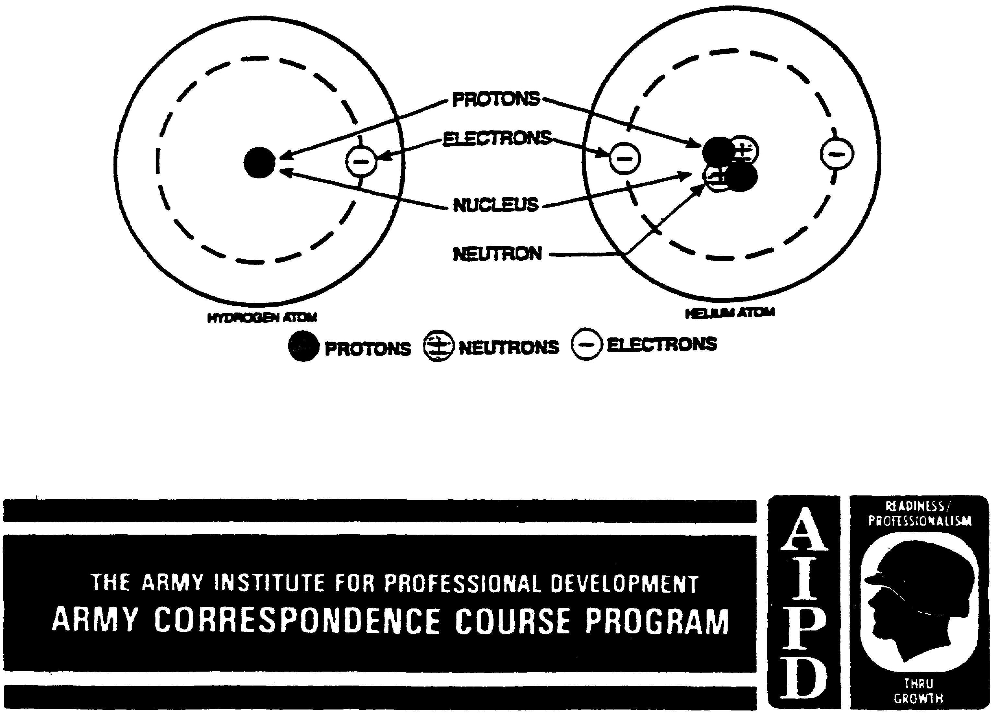 PROTONS
ELECTRONS
NUCLEUS
NEUTRON
HYDROGEN ATOM
HELIUM ATOM
PROTONS NEUTRONS ELECTRONS
THE ARMY INSTITUTE FOR PROFESSIONAL DEVELOPMENT
ARMY CORRESPONDENCE COURSE PROGRAM
A
I
P
D
READINESS/
PROFESSIONALISM
THRU
GROWTH